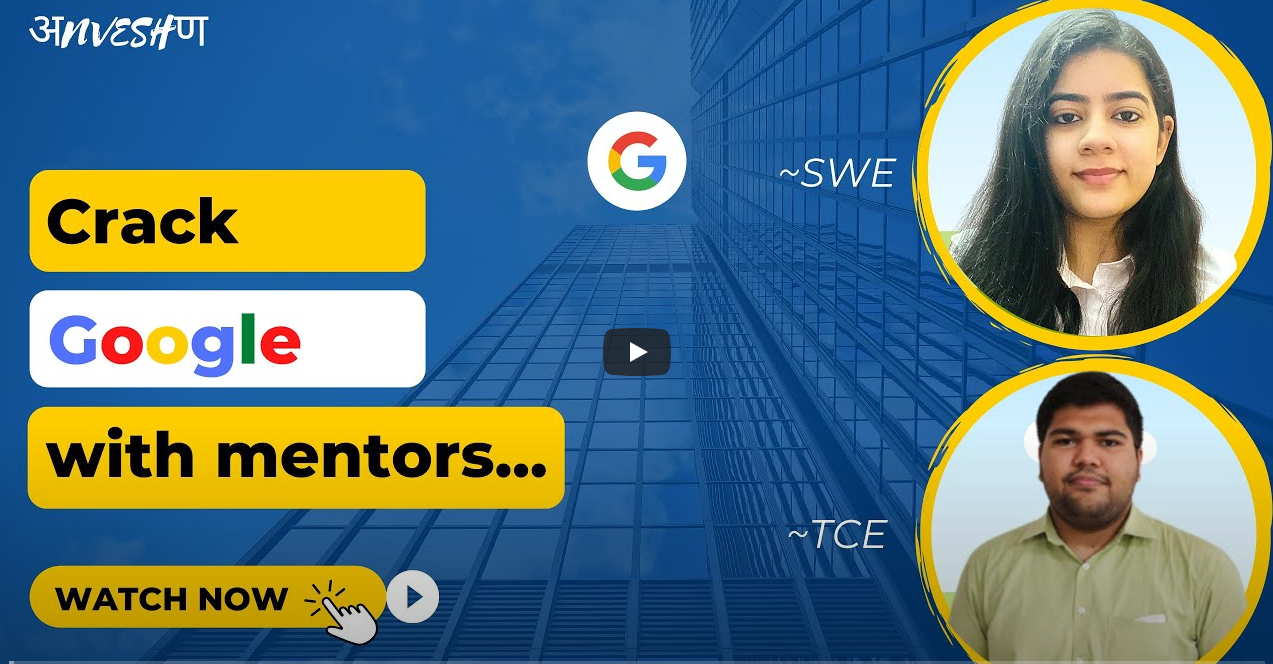 अNVESHण
Crack
Google
with mentors...
WATCH NOW
G
~SWE
~TCE